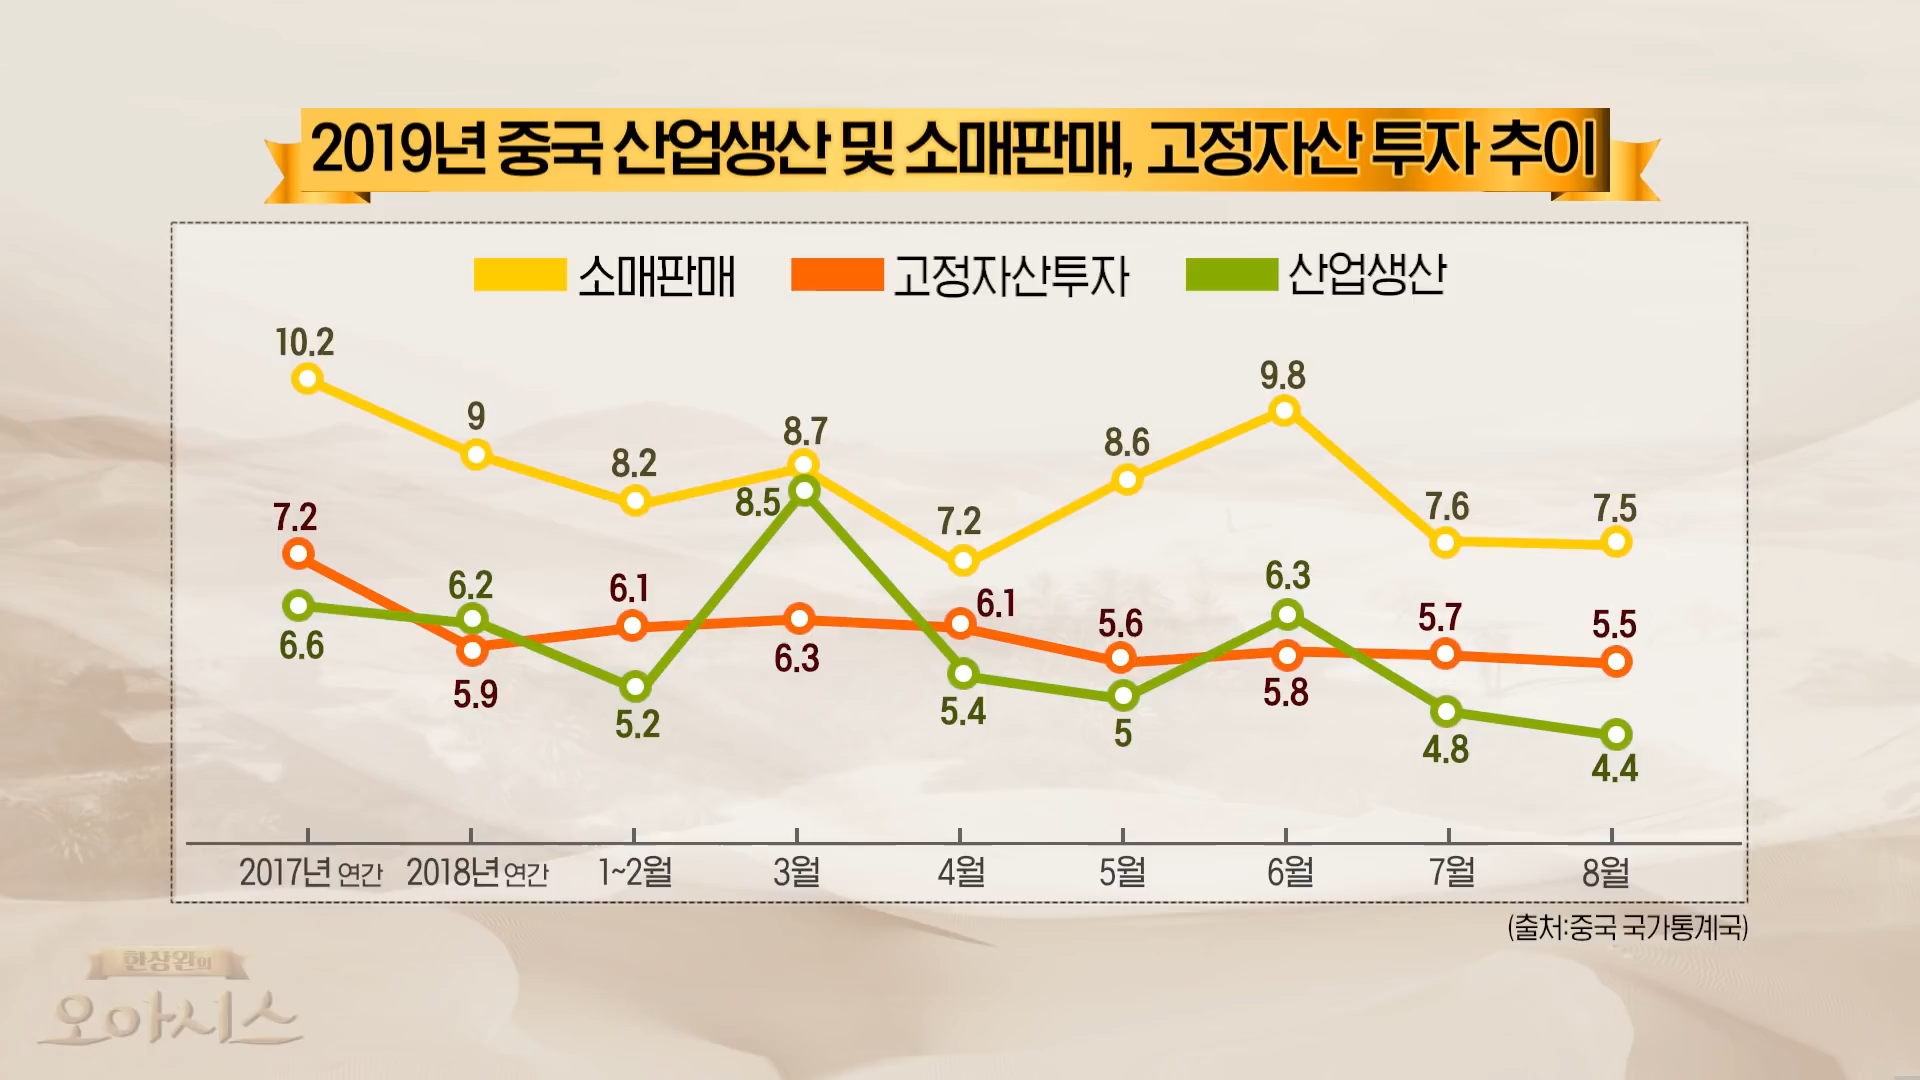 2019년 중국 산업생산 및 소매판매, 고정자산 투자 추이
소매판매 고정자산투자 산업생산
10.2 9 8.2 8.7 7.2 8.6 9.8 7.6 7.5
7.2 5.9 6.1 6.3 6.1 5.6 5.8 5.7 5.5
6.6 6.2 5.2 8.5 5.4 5 6.3 4.8 4.4
2017년 연간 2018년 연간 1~2월 3월 4월 5월 6월 7월 8월
(출처:중국 국가통계국)
한상완의
오아시스